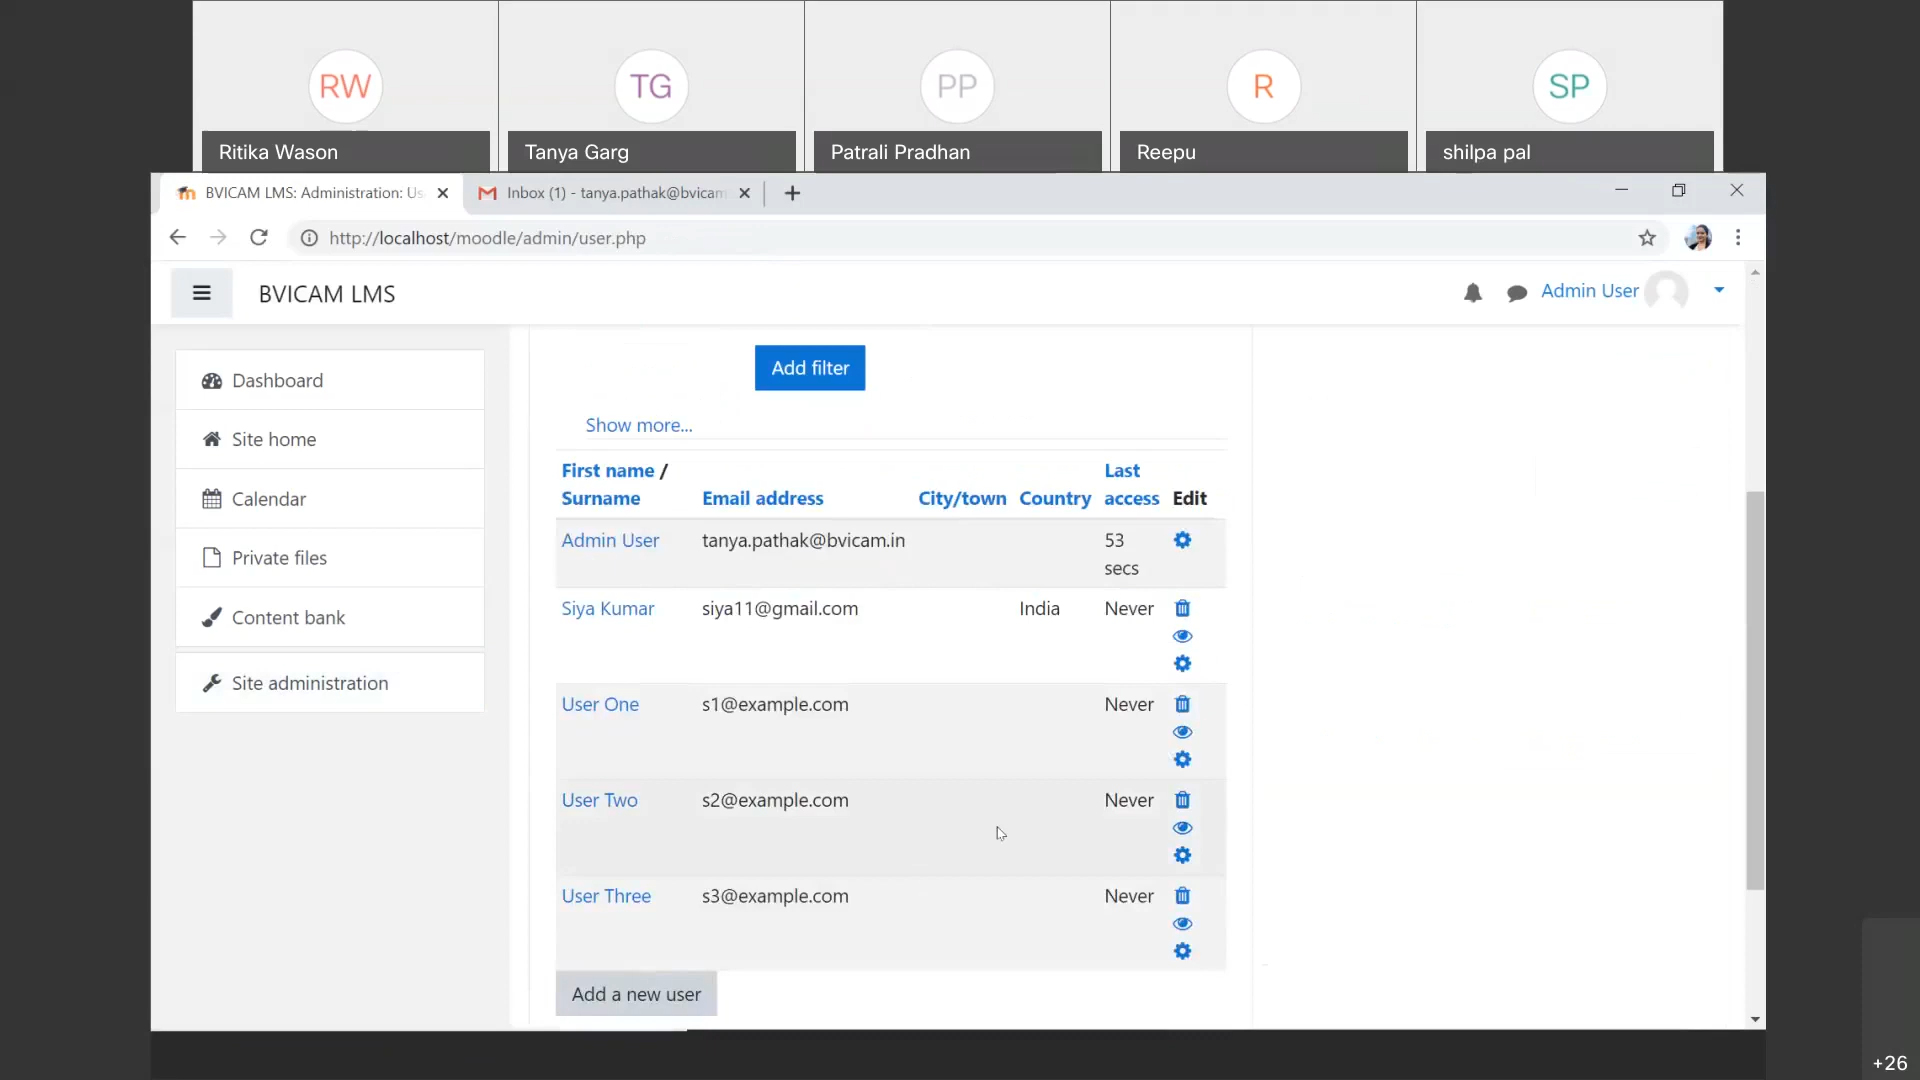 RW
TG
PP
R
SP
Ritika Wason
Tanya Garg
Patrali Pradhan
Reepu
shilpa pal
BVICAM LMS: Administration: Us
Inbox (1) - tanya.pathak@bvicam
http://localhost/moodle/admin/user.php
BVICAM LMS
Admin User
Dashboard
Site home
Calendar
Private files
Content bank
Site administration
Add filter
Show more...
First name / Surname Email address City/town Country Last access Edit
Admin User tanya.pathak@bvicam.in 53 secs
Siya Kumar siya11@gmail.com India Never
User One s1@example.com Never
User Two s2@example.com Never
User Three s3@example.com Never
Add a new user
+26